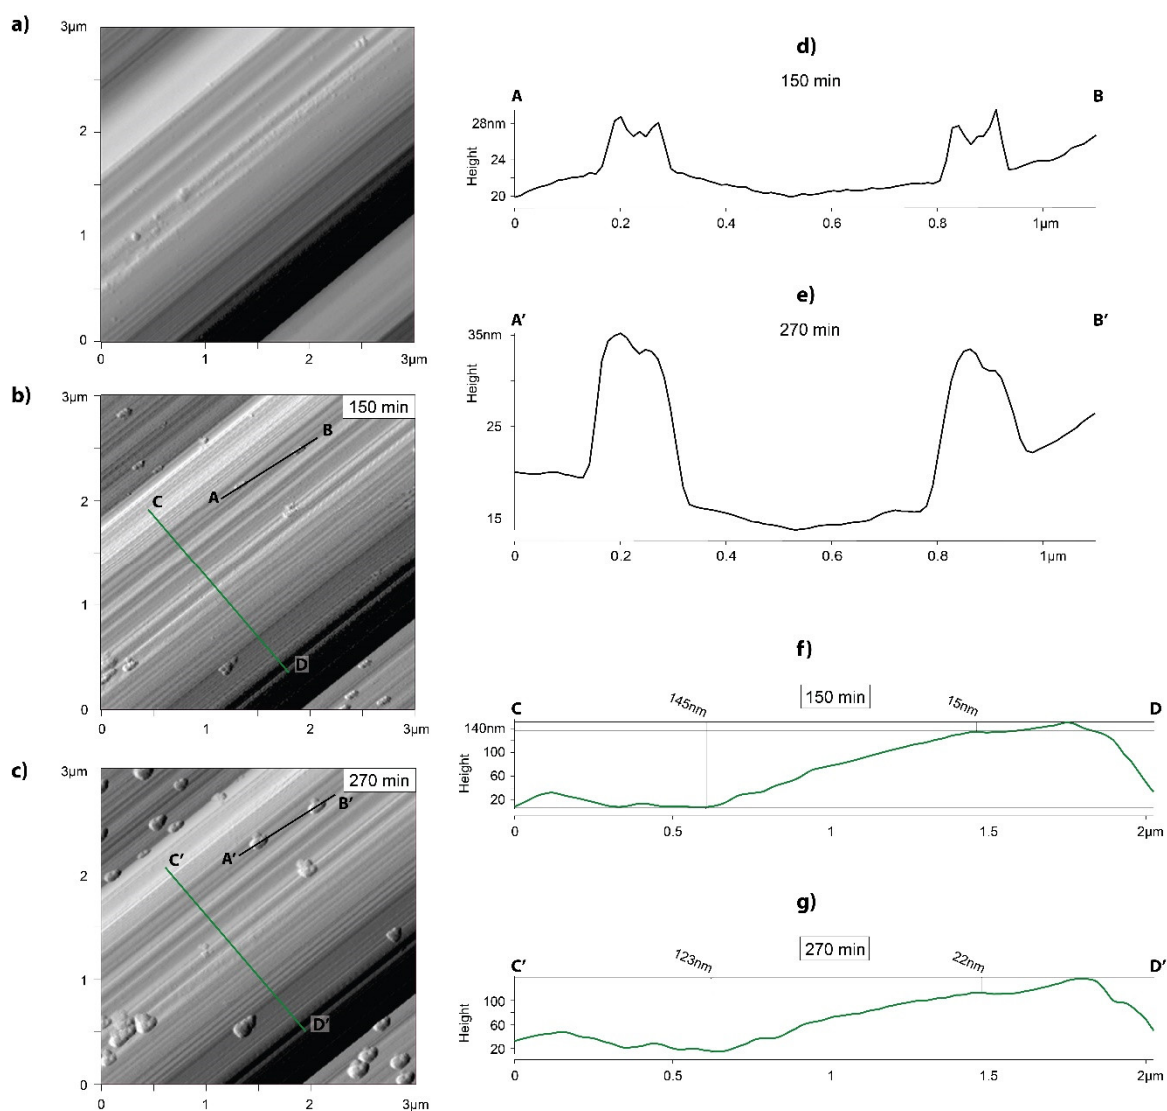 a)
3µm
2
1
0
0 1 2 3µm
b)
3µm
150 min
B
2
A
C
1
D
0
0 1 2 3µm
c)
3µm
270 min
B’
A’
C’
2
1
D’
0
0 1 2 3µm
d)
150 min
A B
28nm
24
20
Height
0 0.2 0.4 0.6 0.8 1µm
e)
A’ B’
270 min
35nm
25
15
Height
0 0.2 0.4 0.6 0.8 1µm
f)
145nm 150 min 15nm
C D
140nm
100
60
20
Height
0 0.5 1 1.5 2µm
g)
123nm 270 min 22nm
C’ D’
100
60
20
Height
0 0.5 1 1.5 2µm